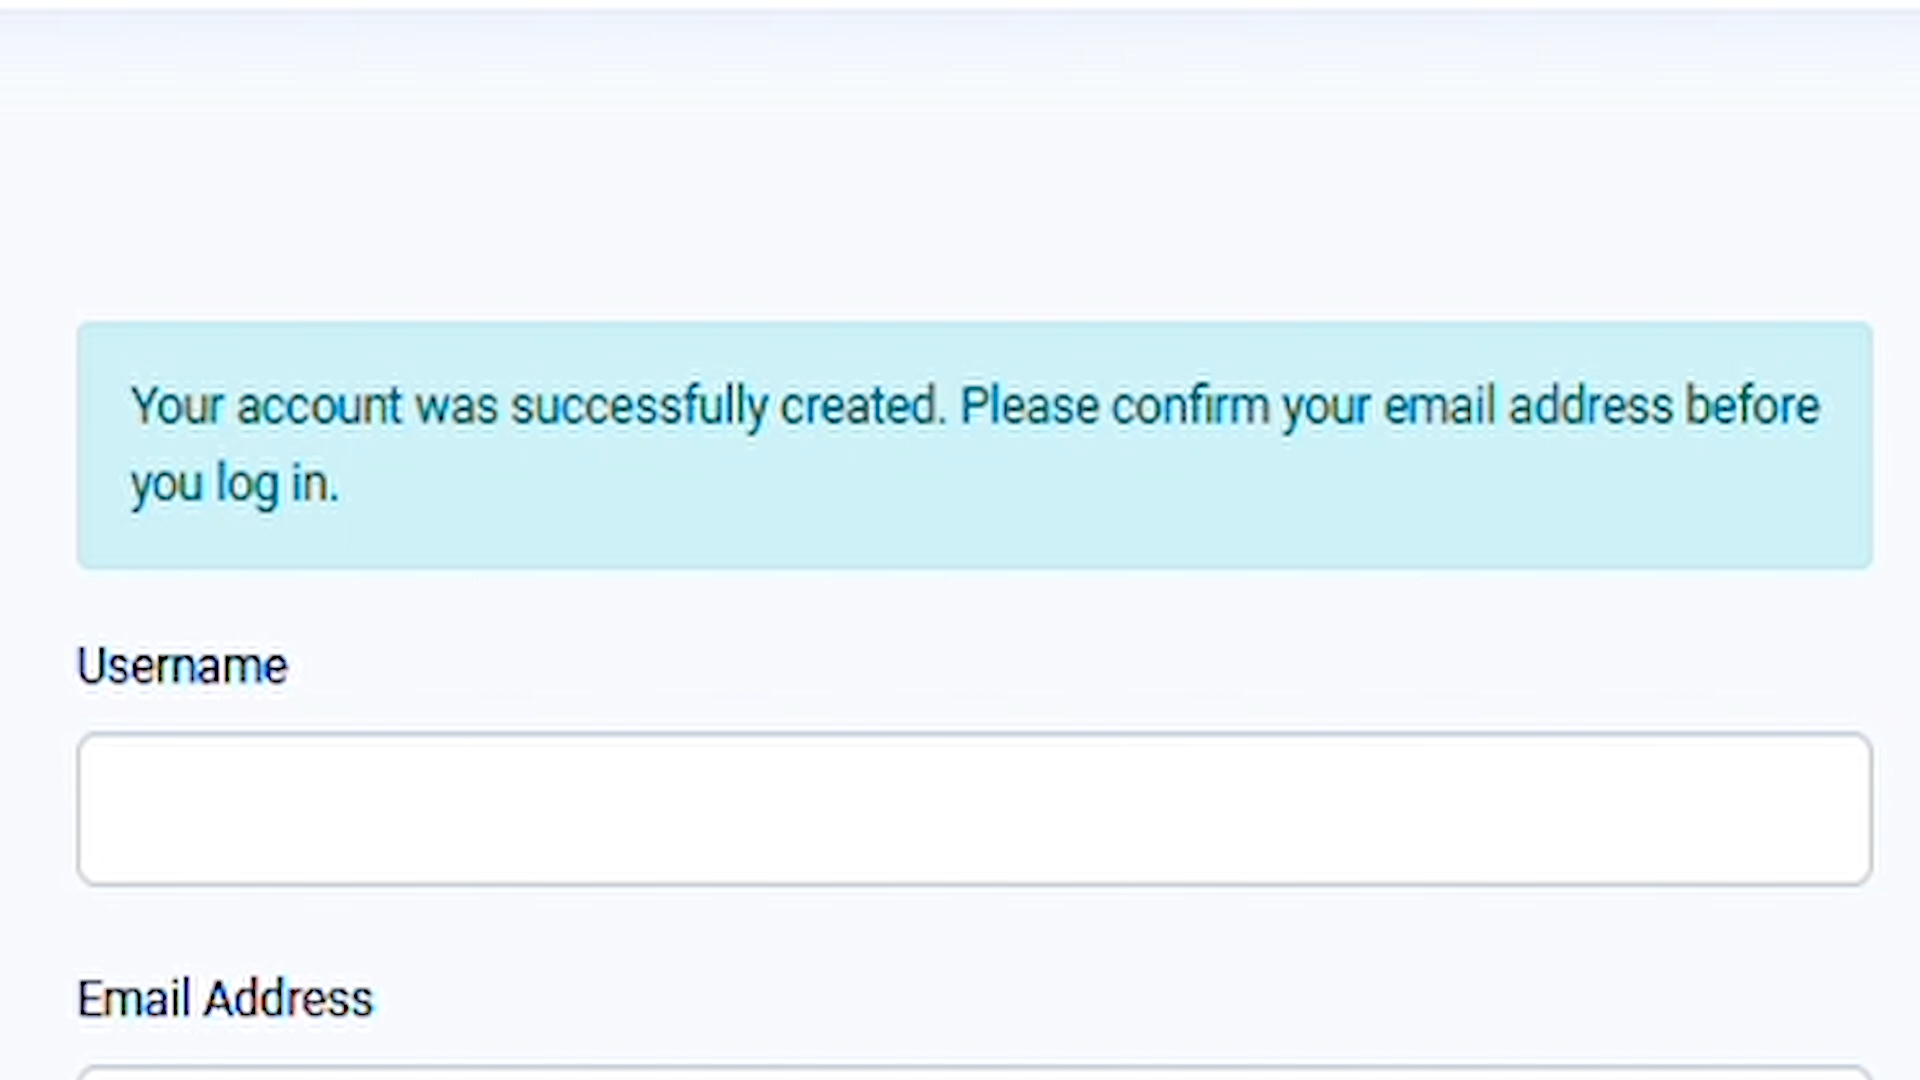 Your account was successfully created. Please confirm your email address before
you log in.
Username
Email Address